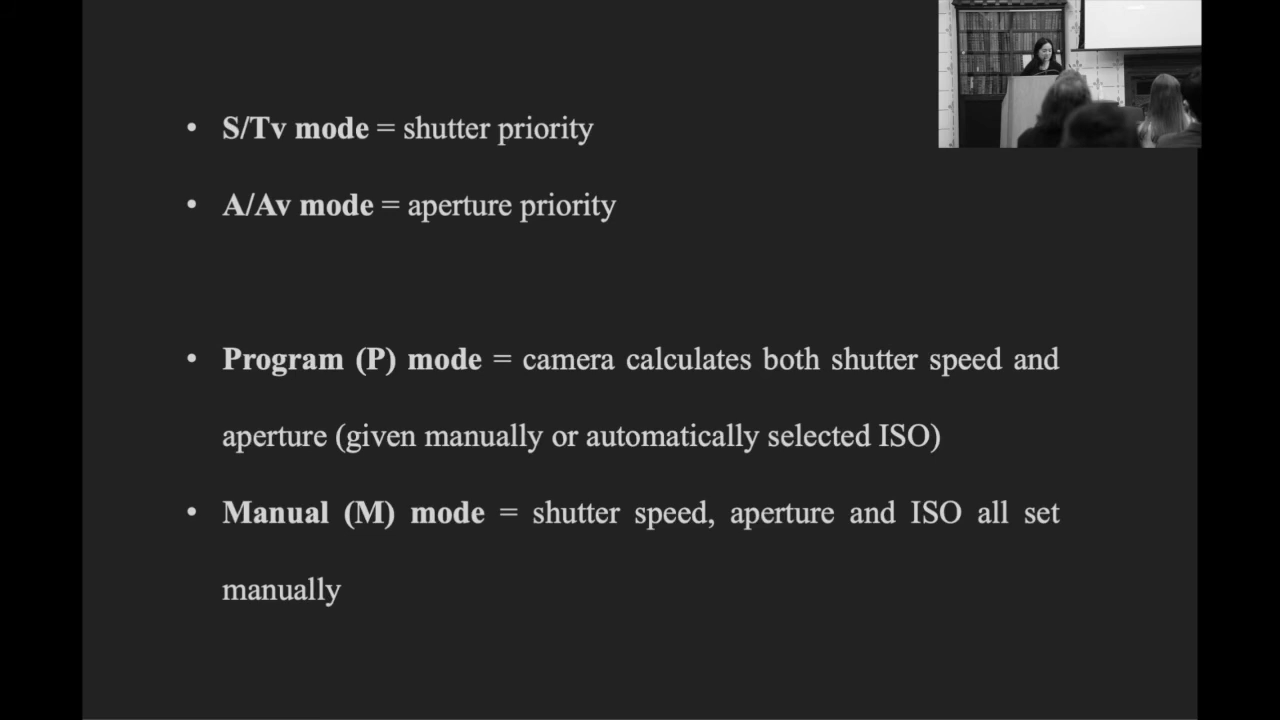 • S/Tv mode = shutter priority
• A/Av mode = aperture priority
• Program (P) mode = camera calculates both shutter speed and
aperture (given manually or automatically selected ISO)
• Manual (M) mode = shutter speed, aperture and ISO all set
manually